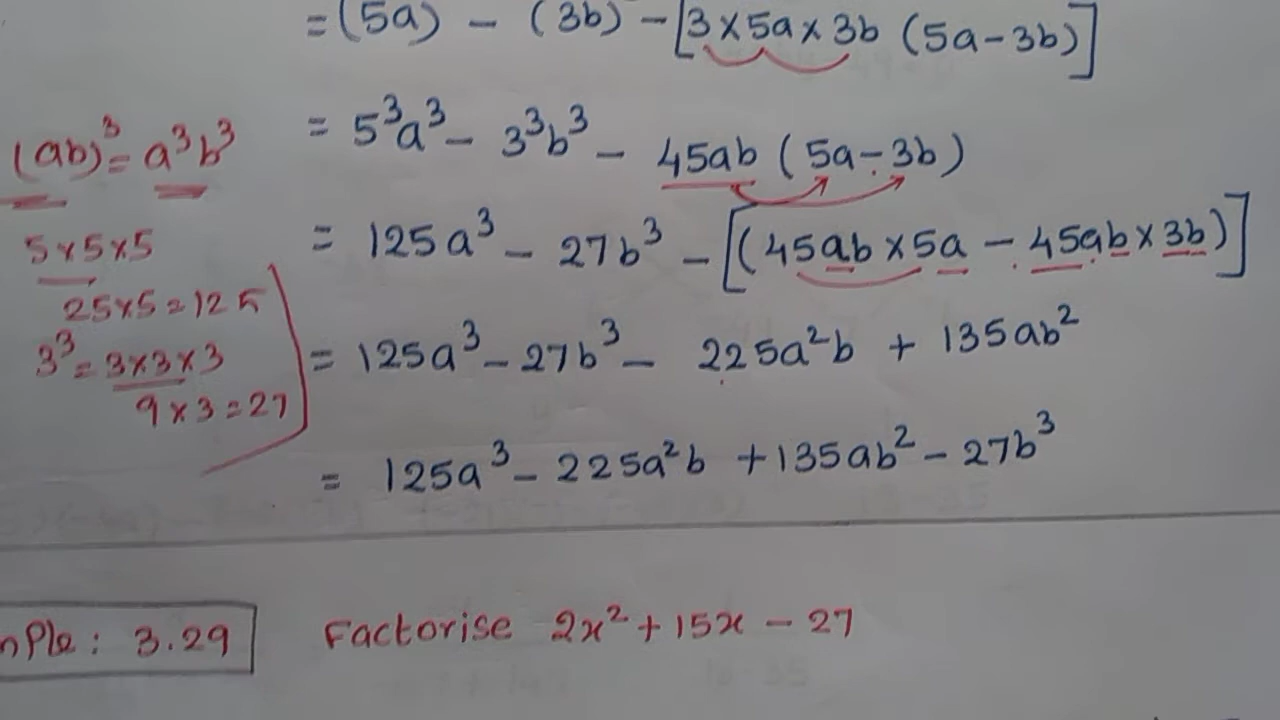 = (5a) - (3b) - [3 × 5a × 3b (5a - 3b)]
= 5³a³ - 3³b³ - 45ab (5a - 3b)
(ab)³ = a³b³
= 125a³ - 27b³ - [(45ab × 5a - 45ab × 3b)]
5 × 5 × 5
25 × 5 = 125
= 125a³ - 27b³ - 225a²b + 135ab²
3³ = 3 × 3 × 3
9 × 3 = 27
= 125a³ - 225a²b + 135ab² - 27b³
mple: 3.29 Factorise 2x² + 15x - 27